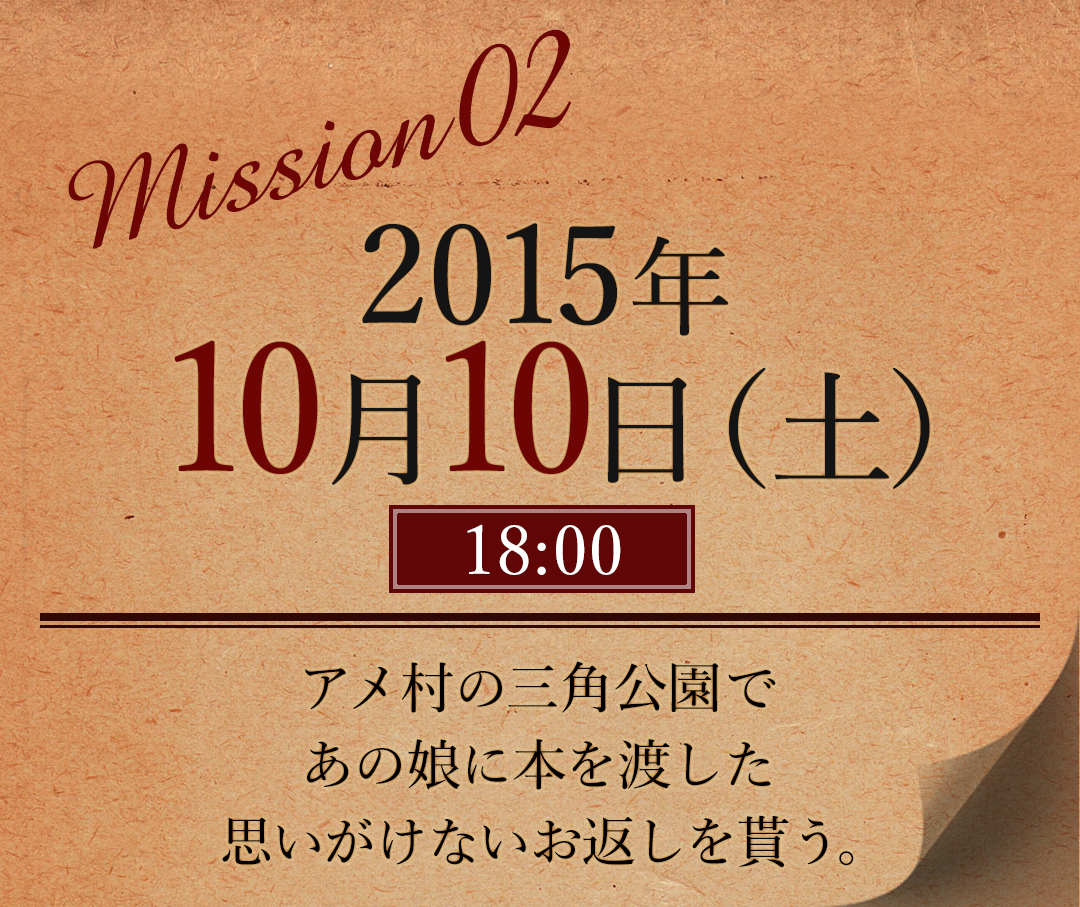 Mission02
2015年
10月10日(土)
18:00
アメ村の三角公園で
あの娘に本を渡した
思いがけないお返しを貰う。